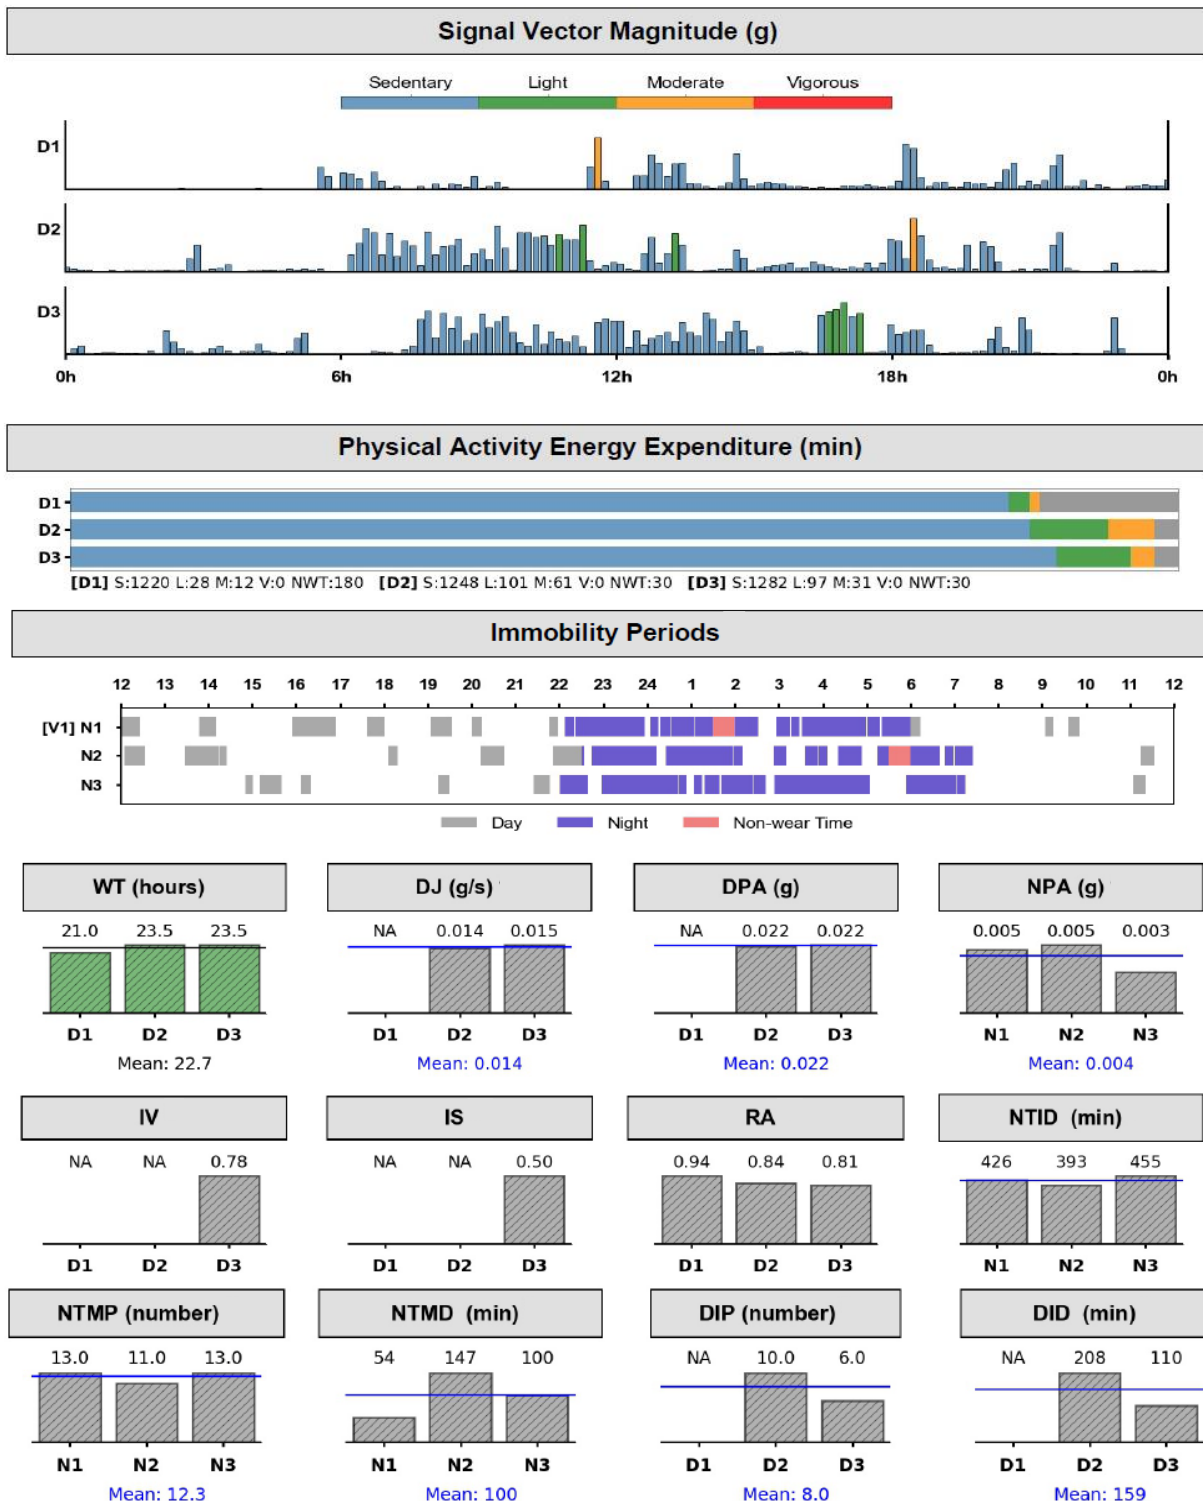 Signal Vector Magnitude (g)
Sedentary Light Moderate Vigorous
D1
D2
D3
0h 6h 12h 18h 0h
Physical Activity Energy Expenditure (min)
D1
D2
D3
[D1] S:1220 L:28 M:12 V:0 NWT:180 [D2] S:1248 L:101 M:61 V:0 NWT:30 [D3] S:1282 L:97 M:31 V:0 NWT:30
Immobility Periods
12 13 14 15 16 17 18 19 20 21 22 23 24 1 2 3 4 5 6 7 8 9 10 11 12
[V1] N1
N2
N3
Day Night Non-wear Time
WT (hours) DJ (g/s) DPA (g) NPA (g)
21.0 23.5 23.5 NA 0.014 0.015 NA 0.022 0.022 0.005 0.005 0.003
D1 D2 D3 D1 D2 D3 D1 D2 D3 N1 N2 N3
Mean: 22.7 Mean: 0.014 Mean: 0.022 Mean: 0.004
IV IS RA NTID (min)
NA NA 0.78 NA NA 0.50 0.94 0.84 0.81 426 393 455
D1 D2 D3 D1 D2 D3 D1 D2 D3 N1 N2 N3
NTMP (number) NTMD (min) DIP (number) DID (min)
13.0 11.0 13.0 54 147 100 NA 10.0 6.0 NA 208 110
N1 N2 N3 N1 N2 N3 D1 D2 D3 D1 D2 D3
Mean: 12.3 Mean: 100 Mean: 8.0 Mean: 159